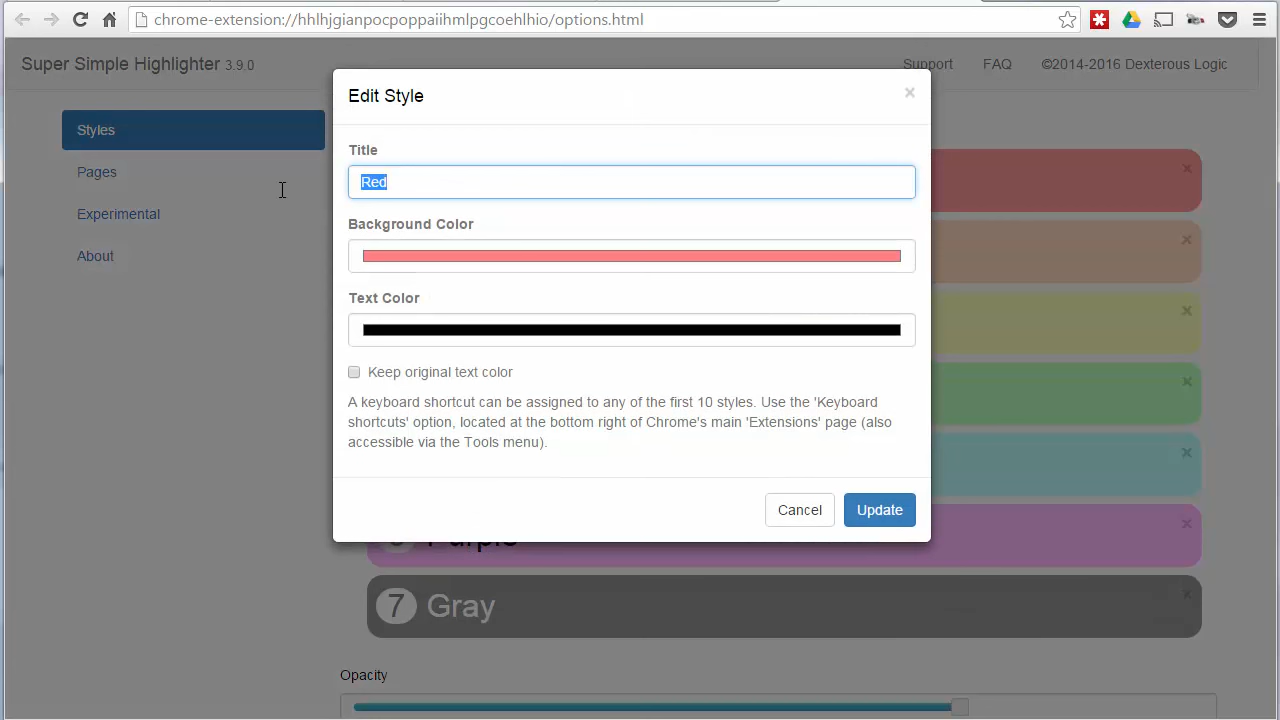 chrome-extension://hhlhjgianpocpoppaiihmlpgcoehlhio/options.html
Super Simple Highlighter 3.9.0
Support FAQ ©2014-2016 Dexterous Logic
Styles
Pages
Experimental
About
Edit Style
×
Title
Red
Background Color
Text Color
Keep original text color
A keyboard shortcut can be assigned to any of the first 10 styles. Use the 'Keyboard
shortcuts' option, located at the bottom right of Chrome's main 'Extensions' page (also
accessible via the Tools menu).
Cancel Update
Purple
7 Gray
Opacity